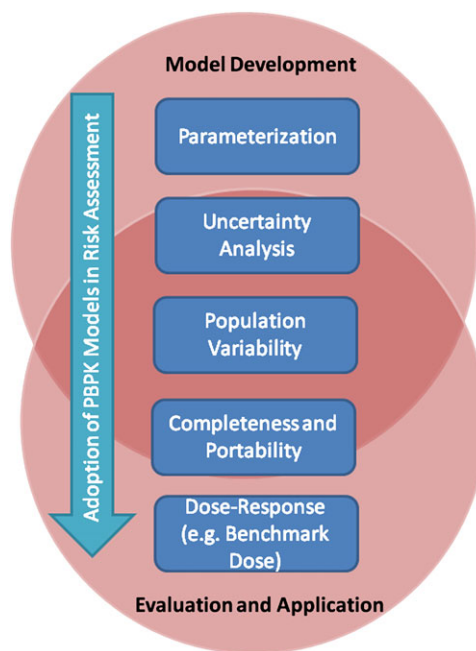 Model Development
Adoption of PBPK Models in Risk Assessment
Parameterization
Uncertainty
Analysis
Population
Variability
Completeness and
Portability
Dose-Response
(e.g. Benchmark
Dose)
Evaluation and Application